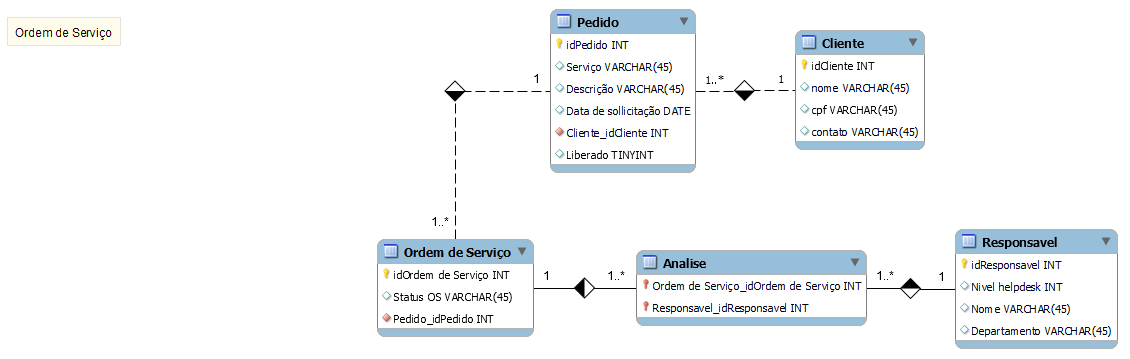 Ordem de Serviço
Pedido
idPedido INT
Serviço VARCHAR(45)
Descrição VARCHAR(45)
Data de sollicitação DATE
Cliente_idCliente INT
Liberado TINYINT
1
1..*
1
Cliente
idCliente INT
nome VARCHAR(45)
cpf VARCHAR(45)
contato VARCHAR(45)
1..*
Ordem de Serviço
idOrdem de Serviço INT
Status OS VARCHAR(45)
Pedido_idPedido INT
1
1..*
Analise
Ordem de Serviço_idOrdem de Serviço INT
Responsavel_idResponsavel INT
1..*
1
Responsavel
idResponsavel INT
Nivel helpdesk INT
Nome VARCHAR(45)
Departamento VARCHAR(45)